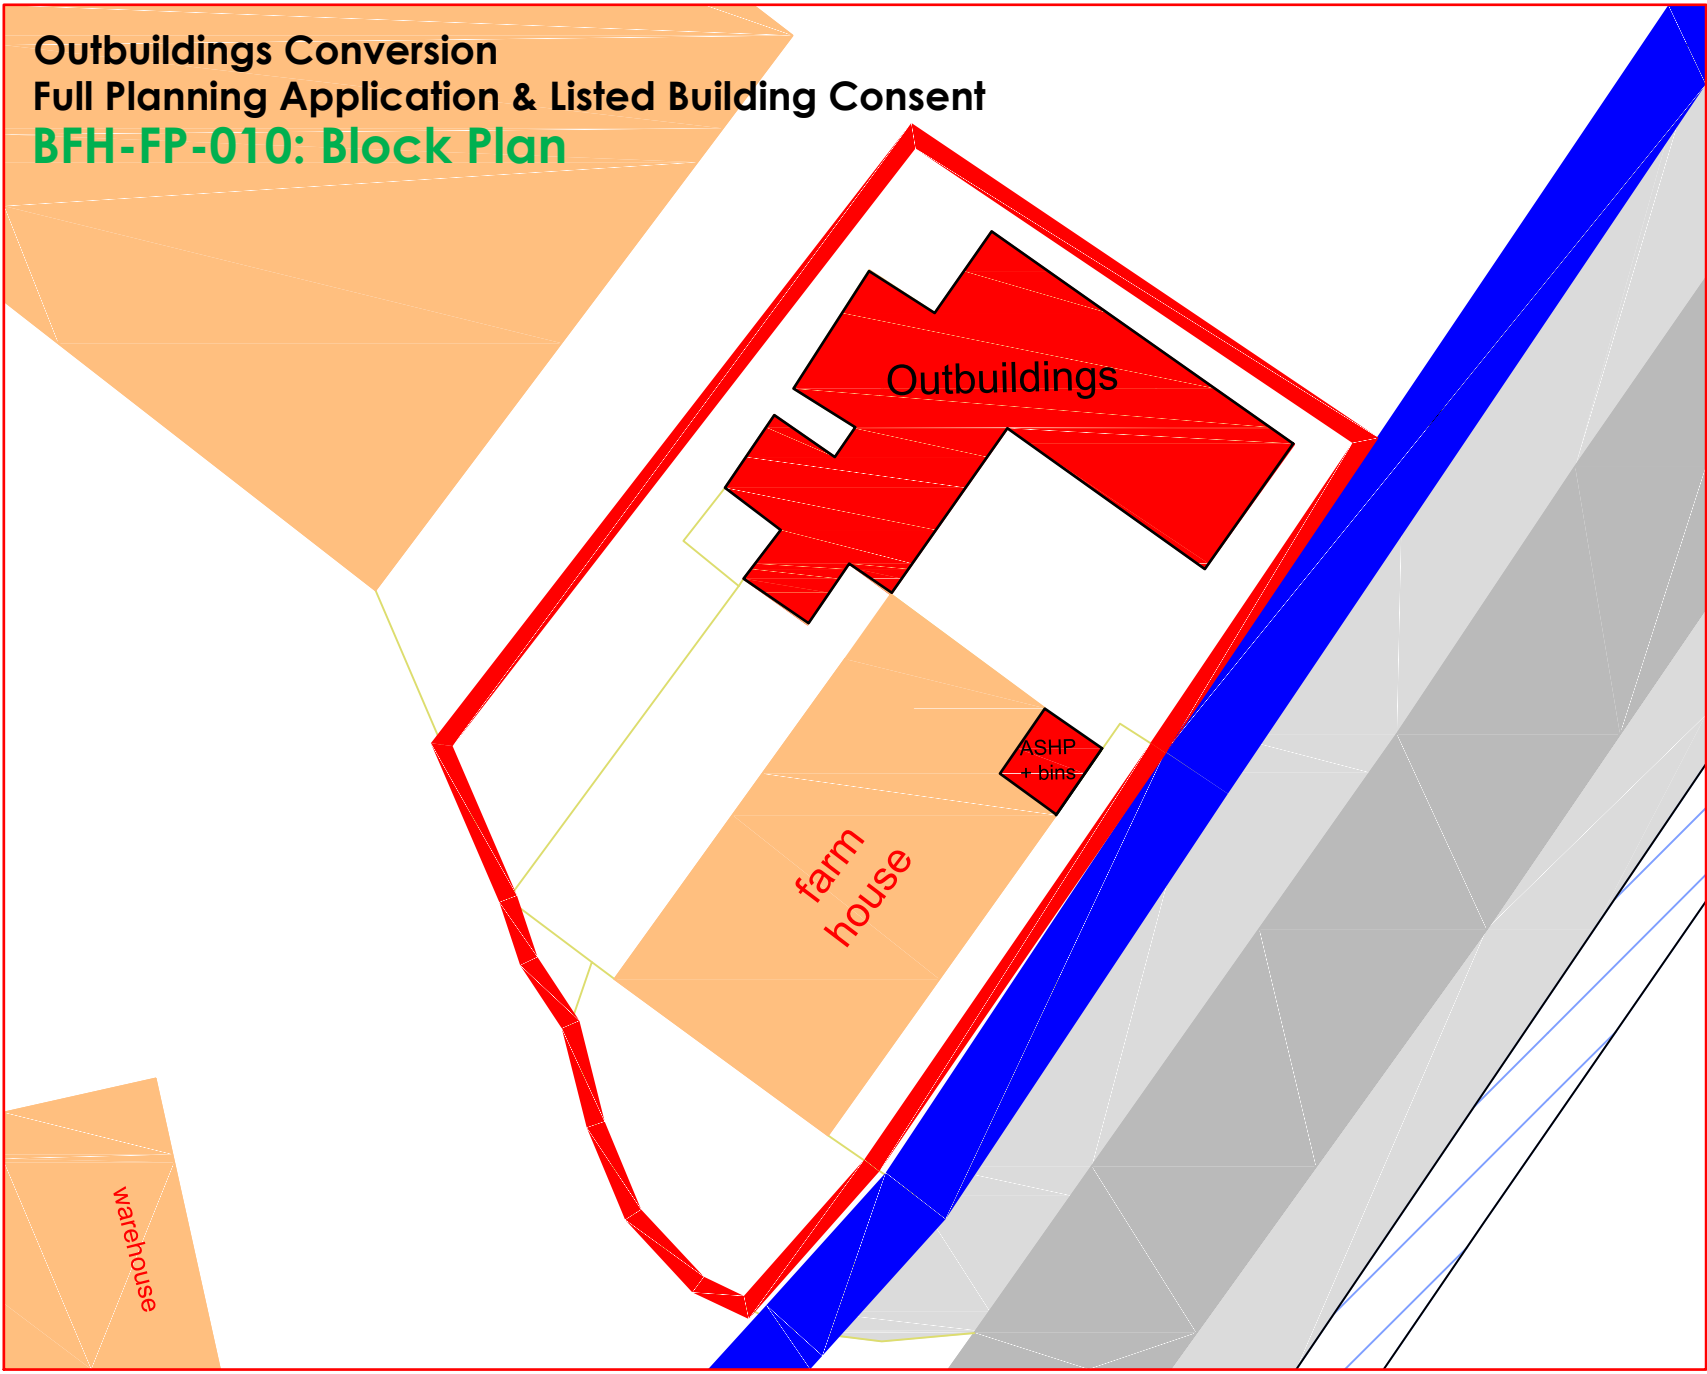 Outbuildings Conversion
Full Planning Application & Listed Building Consent
BFH-FP-010: Block Plan
Outbuildings
ASHP
+ bins
farm
house
warehouse